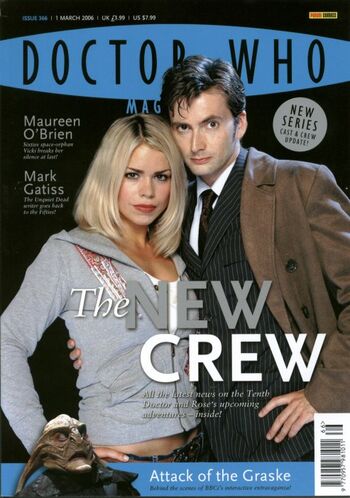 ISSUE 366 | 1 MARCH 2006 | UK £3.99 | US $7.99
PANINI COMICS
DOCTOR WHO
MAG
Maureen
O'Brien
Sixties space-orphan
Vicki breaks her
silence at last!
Mark
Gatiss
The Unquiet Dead
writer goes back
to the Fifties!
NEW
SERIES
CAST & CREW
UPDATE!
The NEW
CREW
All the latest news on the Tenth
Doctor and Rose's upcoming
adventures – inside!
Attack of the Graske
Behind the scenes of BBCi's interactive extravaganza!